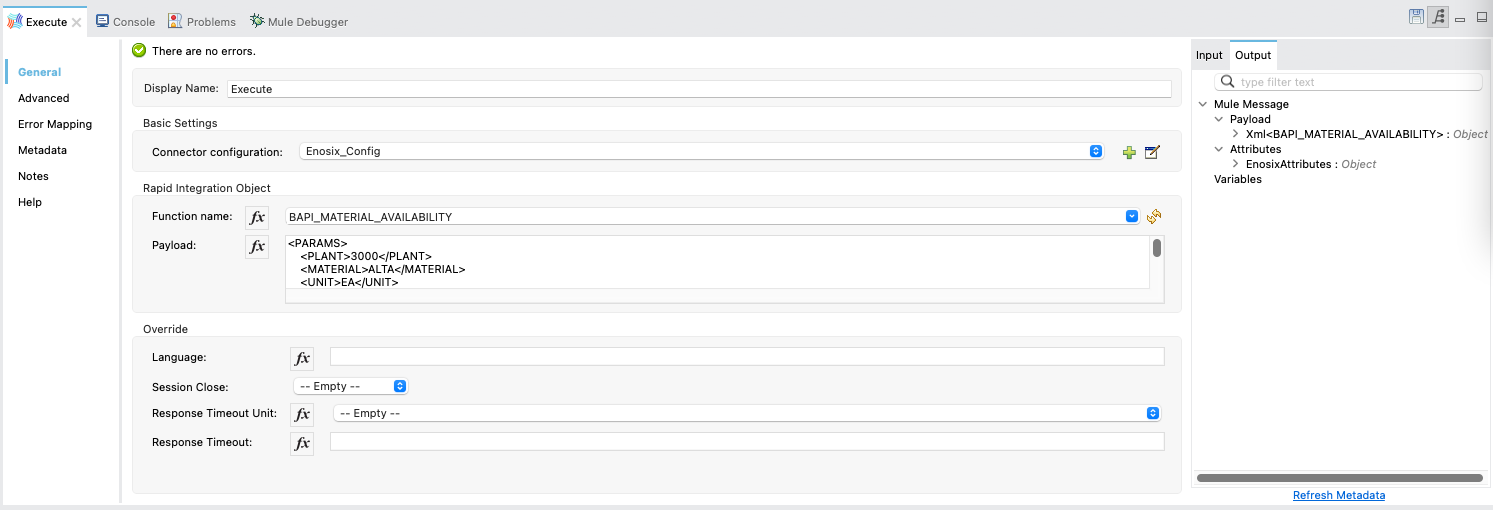 Execute
Console
Problems
Mule Debugger
General
Advanced
Error Mapping
Metadata
Notes
Help
There are no errors.
Display Name: Execute
Basic Settings
Connector configuration: Enosix_Config
Rapid Integration Object
Function name: fx BAPI_MATERIAL_AVAILABILITY
Payload: fx <PARAMS>
<PLANT>3000</PLANT>
<MATERIAL>ALTA</MATERIAL>
<UNIT>EA</UNIT>
Override
Language: fx
Session Close: -- Empty --
Response Timeout Unit: fx -- Empty --
Response Timeout: fx
Input Output
type filter text
Mule Message
Payload
Xml<BAPI_MATERIAL_AVAILABILITY> : Object
Attributes
EnosixAttributes : Object
Variables
Refresh Metadata